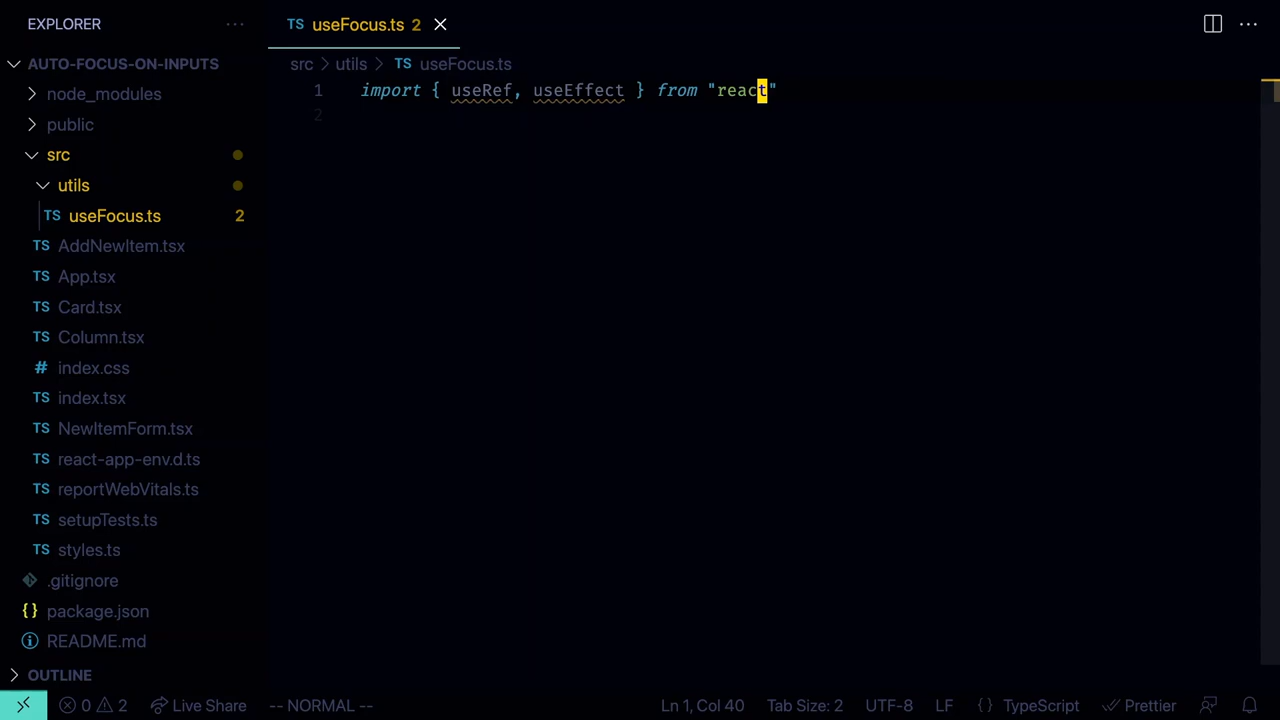 EXPLORER
AUTO-FOCUS-ON-INPUTS
node_modules
public
src
utils
TS useFocus.ts 2
TS AddNewItem.tsx
TS App.tsx
TS Card.tsx
TS Column.tsx
# index.css
TS index.tsx
TS NewItemForm.tsx
TS react-app-env.d.ts
TS reportWebVitals.ts
TS setupTests.ts
TS styles.ts
.gitignore
{} package.json
README.md
OUTLINE
TS useFocus.ts 2
src > utils > TS useFocus.ts
1 import { useRef, useEffect } from "react"
2
0 2 Live Share -- NORMAL -- Ln 1, Col 40 Tab Size: 2 UTF-8 LF {} TypeScript Prettier